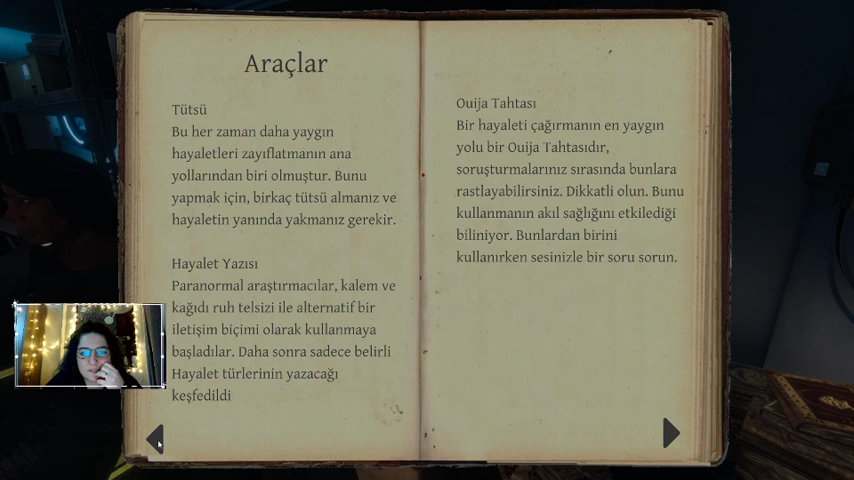 Araçlar
Tütsü
Bu her zaman daha yaygın
hayaletleri zayıflatmanın ana
yollarından biri olmuştur. Bunu
yapmak için, birkaç tütsü almanız ve
hayaletin yanında yakmanız gerekir.
Hayalet Yazısı
Paranormal araştırmacılar, kalem ve
kağıdı ruh telsizi ile alternatif bir
iletişim biçimi olarak kullanmaya
başladılar. Daha sonra sadece belirli
Hayalet türlerinin yazacağı
keşfedildi
Ouija Tahtası
Bir hayaleti çağırmanın en yaygın
yolu bir Ouija Tahtasıdır,
soruşturmalarınız sırasında bunlara
rastlayabilirsiniz. Dikkatli olun. Bunu
kullanmanın akıl sağlığını etkilediği
biliniyor. Bunlardan birini
kullanırken sesinizle bir soru sorun.